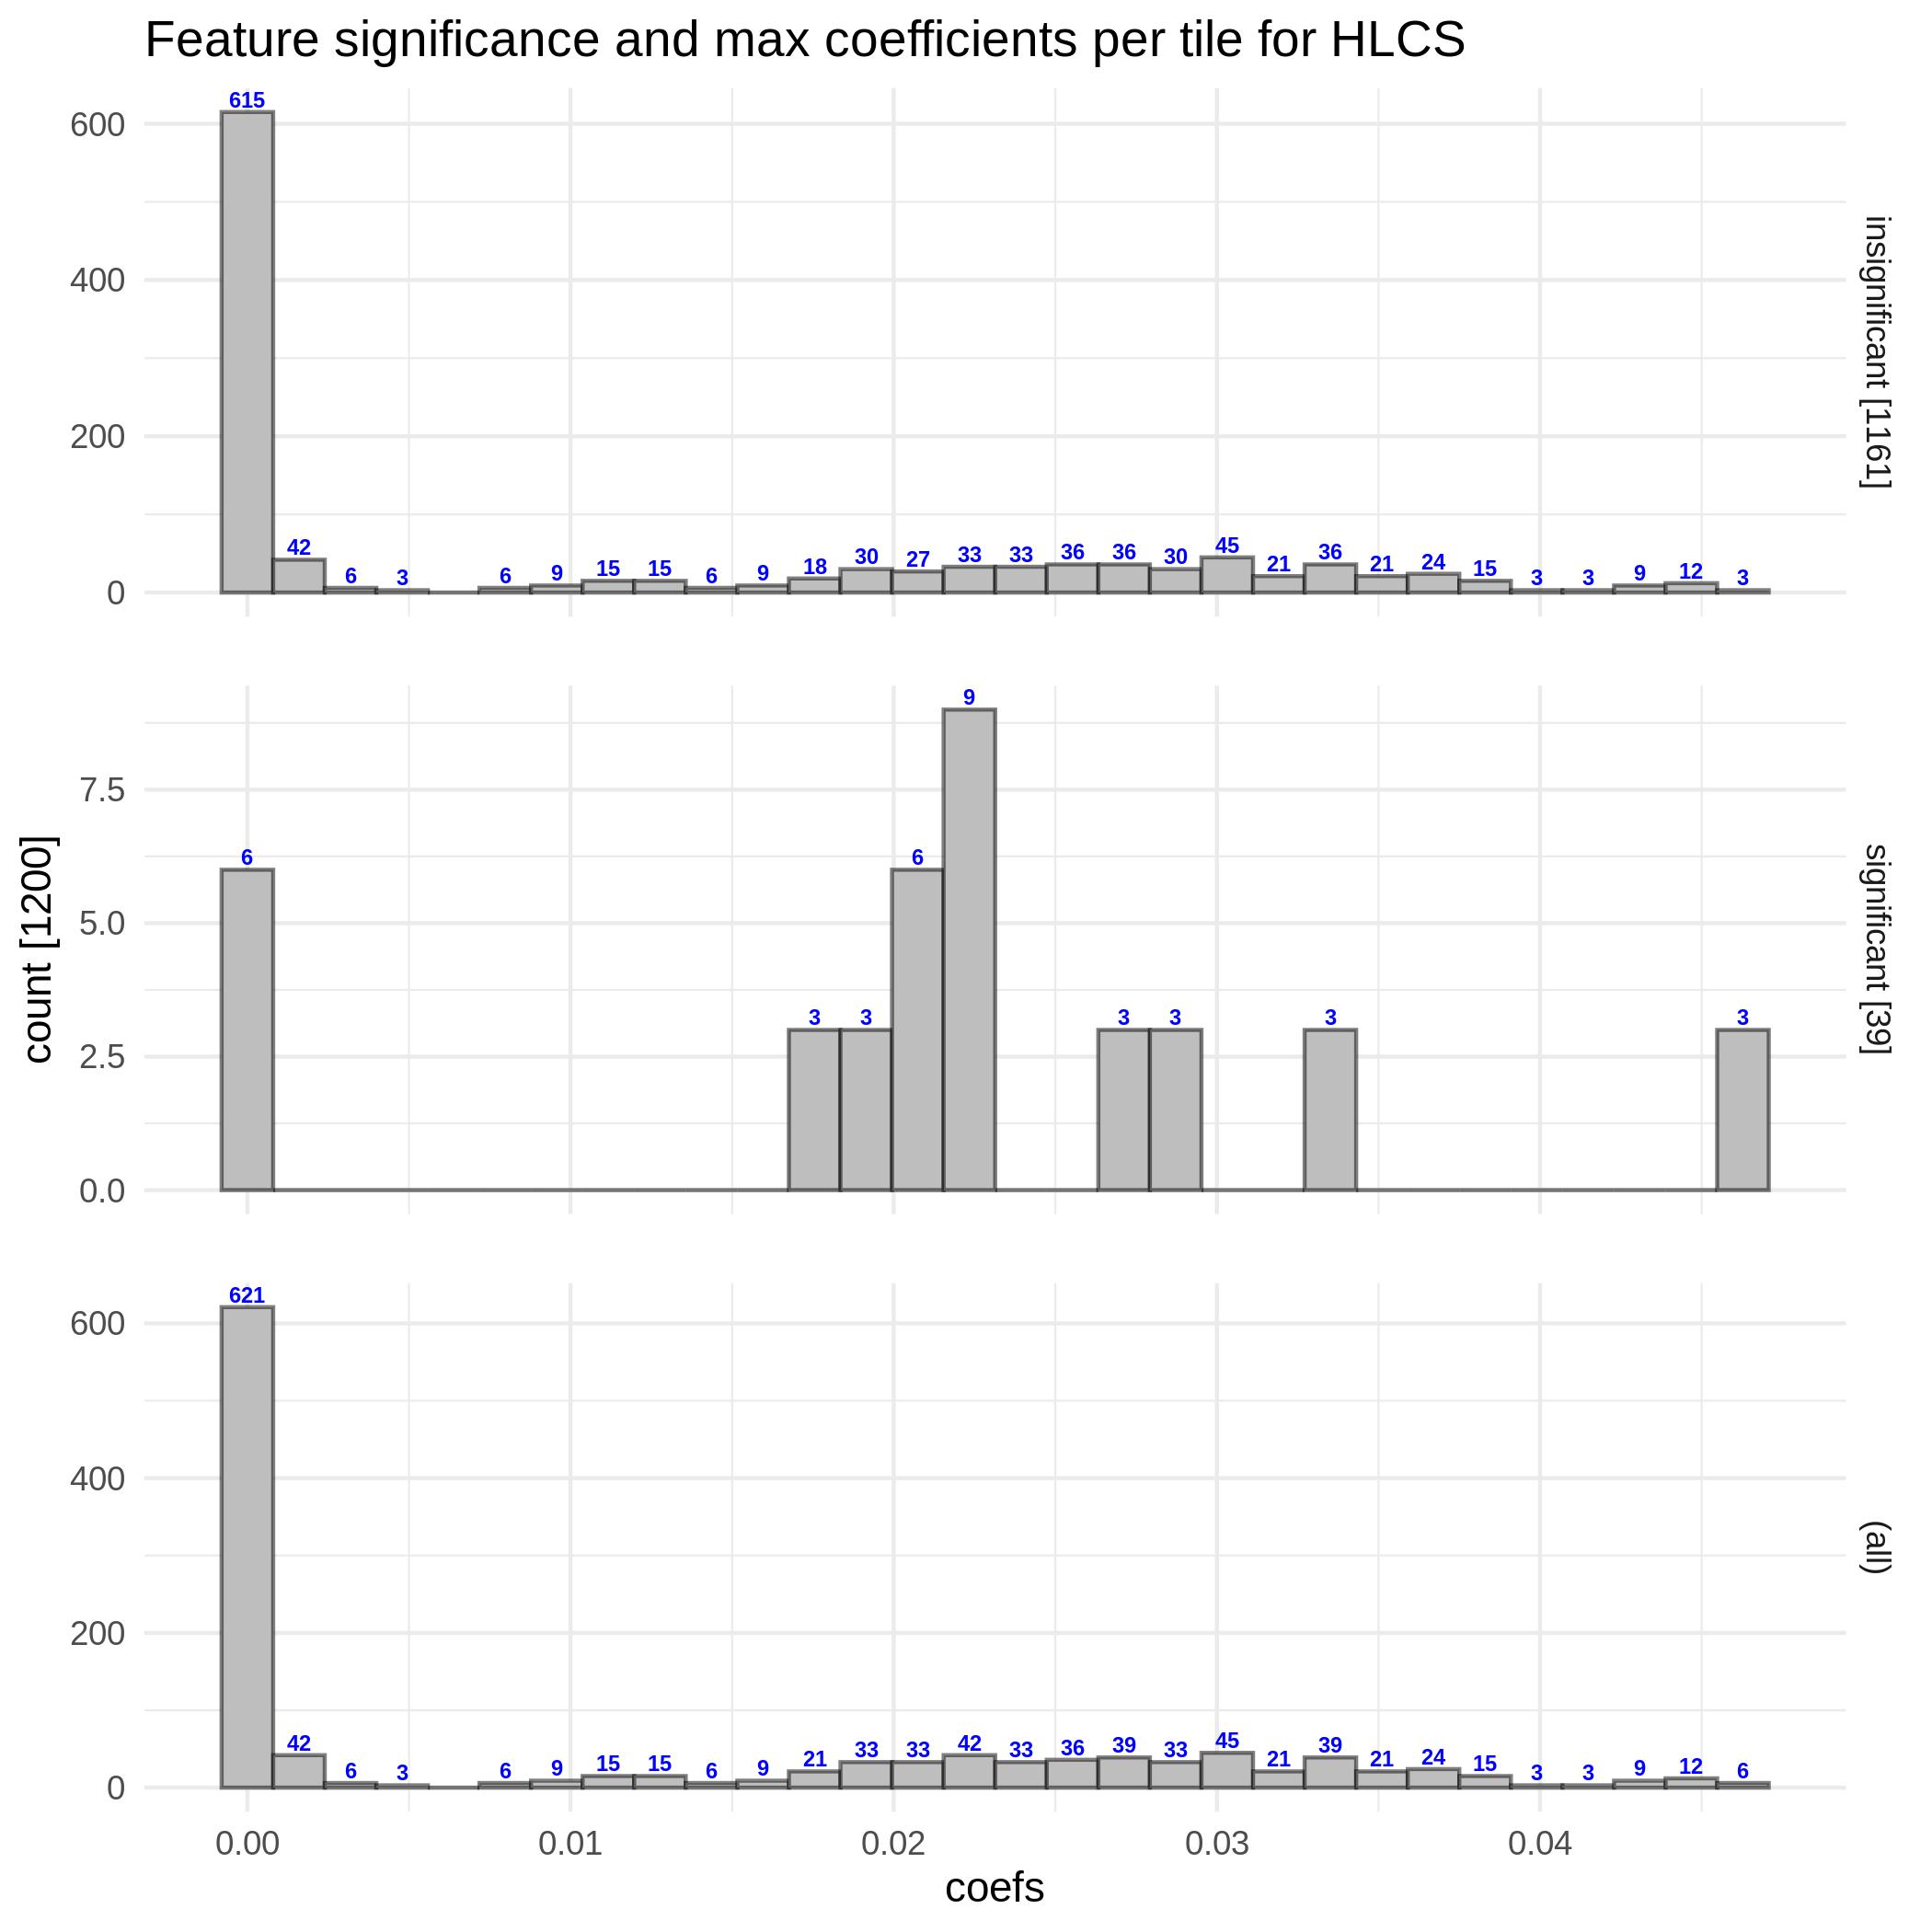 Feature significance and max coefficients per tile for HLCS
615
600
400
200
0
42 6 3 6 9 15 15 6 9 18 30 27 33 33 36 36 30 45 21 36 21 24 15 3 3 9 12 3
insignificant [1161]
count [1200]
9
7.5
5.0
2.5
0.0
6 3 3 6 3 3 3 3
significant [39]
621
600
400
200
0
42 6 3 6 9 15 15 6 9 21 33 33 42 33 36 39 33 45 21 39 21 24 15 3 3 9 12 6
(all)
0.00 0.01 0.02 0.03 0.04
coefs